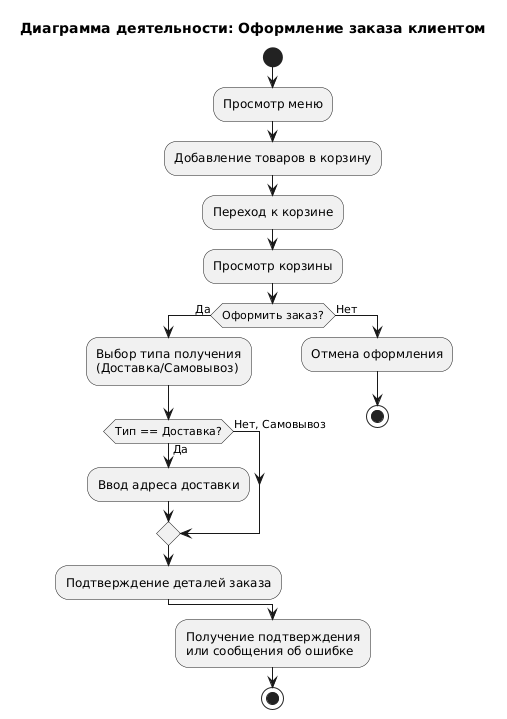 Диаграмма деятельности: Оформление заказа клиентом
Просмотр меню
Добавление товаров в корзину
Переход к корзине
Просмотр корзины
Да
Оформить заказ?
Нет
Выбор типа получения
(Доставка/Самовывоз)
Отмена оформления
Тип == Доставка?
Нет, Самовывоз
Да
Ввод адреса доставки
Подтверждение деталей заказа
Получение подтверждения
или сообщения об ошибке